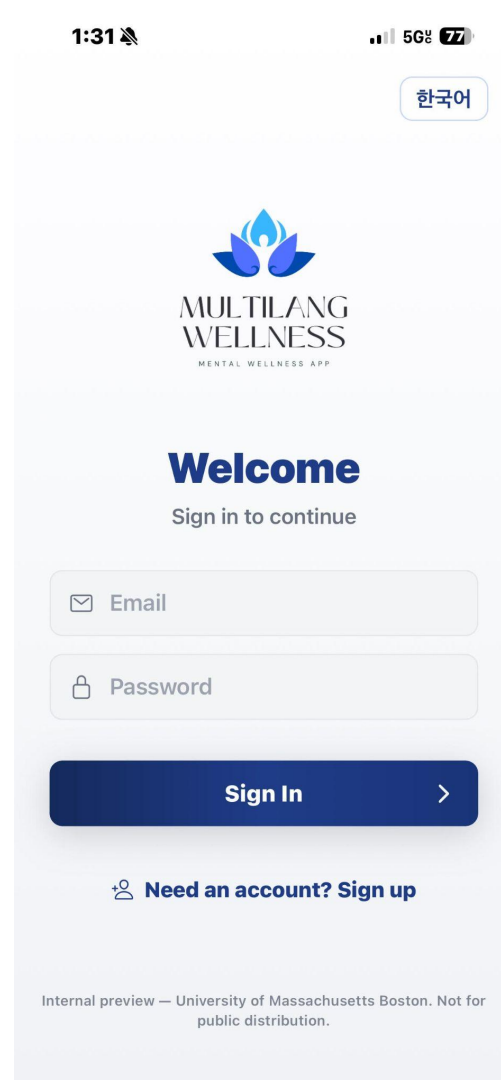 1:31
5G UC 77
한국어
MULTILANG
WELLNESS
MENTAL WELLNESS APP
Welcome
Sign in to continue
Email
Password
Sign In
Need an account? Sign up
Internal preview — University of Massachusetts Boston. Not for
public distribution.